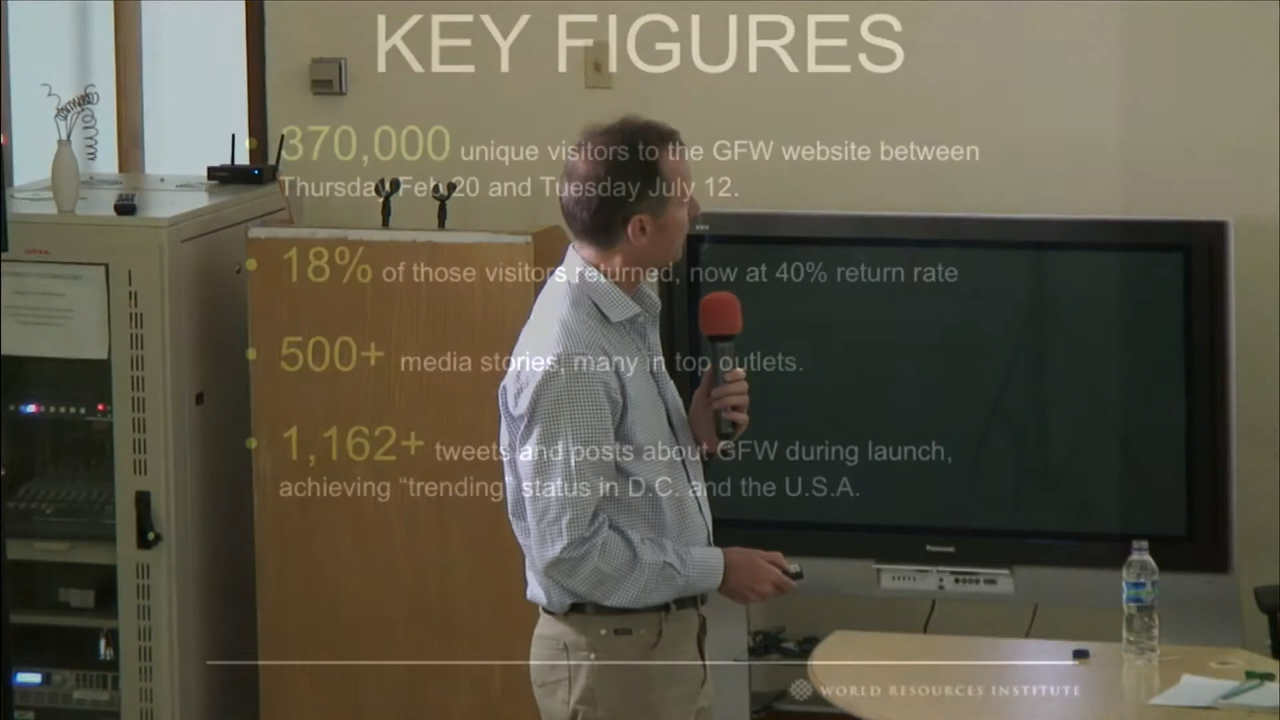 KEY FIGURES
370,000 unique visitors to the GFW website between
Thursday Feb 20 and Tuesday July 12.
18% of those visitors returned, now at 40% return rate
500+ media stories, many in top outlets.
1,162+ tweets and posts about GFW during launch,
achieving “trending” status in D.C. and the U.S.A.
Panasonic
WORLD RESOURCES INSTITUTE